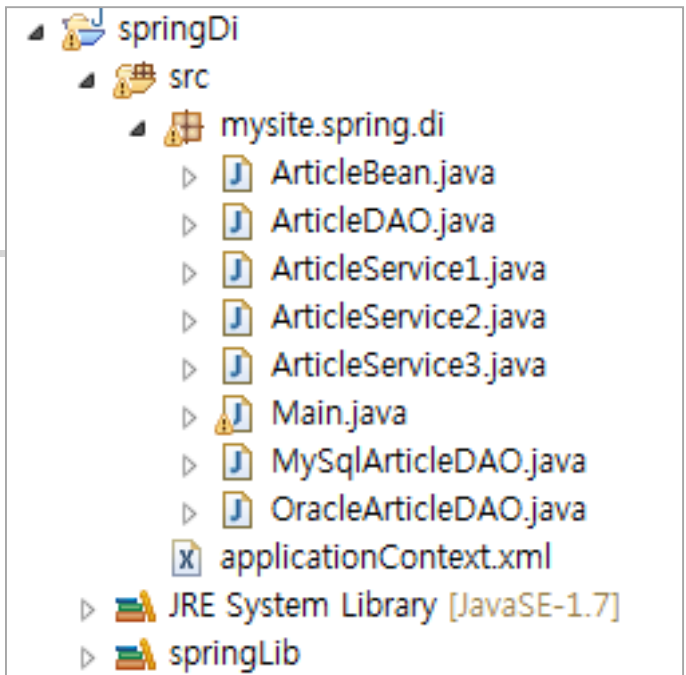 springDi
src
mysite.spring.di
ArticleBean.java
ArticleDAO.java
ArticleService1.java
ArticleService2.java
ArticleService3.java
Main.java
MySqlArticleDAO.java
OracleArticleDAO.java
applicationContext.xml
JRE System Library [JavaSE-1.7]
springLib